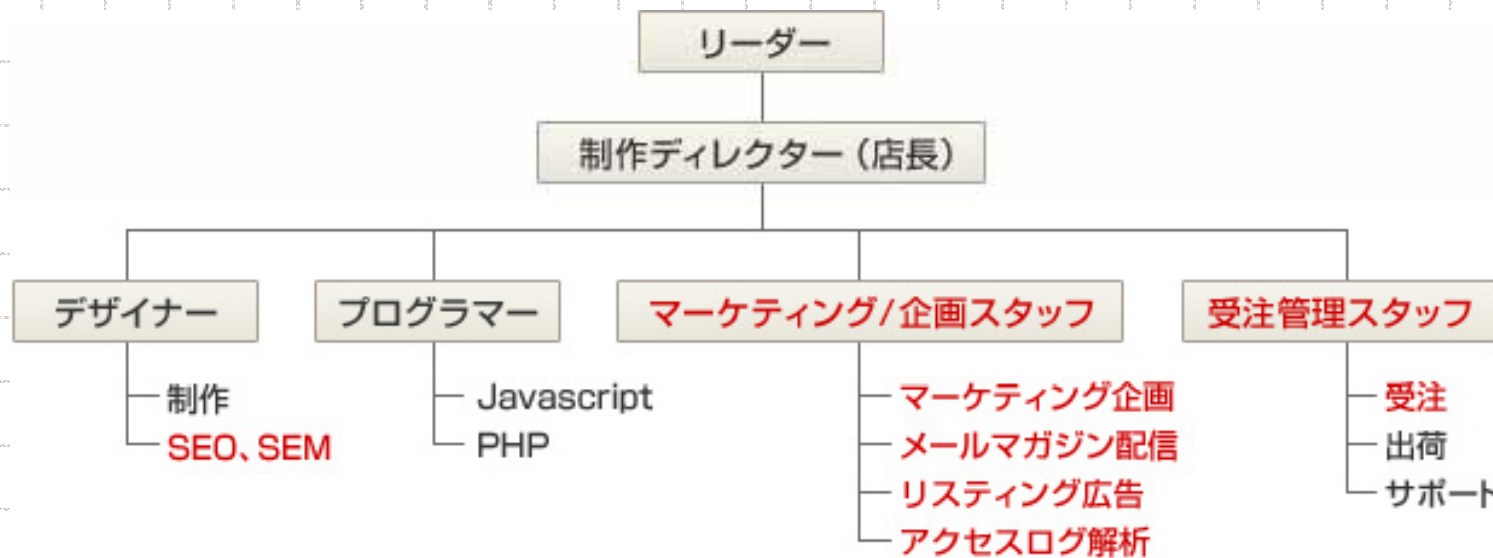 リーダー
制作ディレクター（店長）
デザイナー
プログラマー
マーケティング/企画スタッフ
受注管理スタッフ
制作
SEO、SEM
Javascript
PHP
マーケティング企画
メールマガジン配信
リスティング広告
アクセスログ解析
受注
出荷
サポート